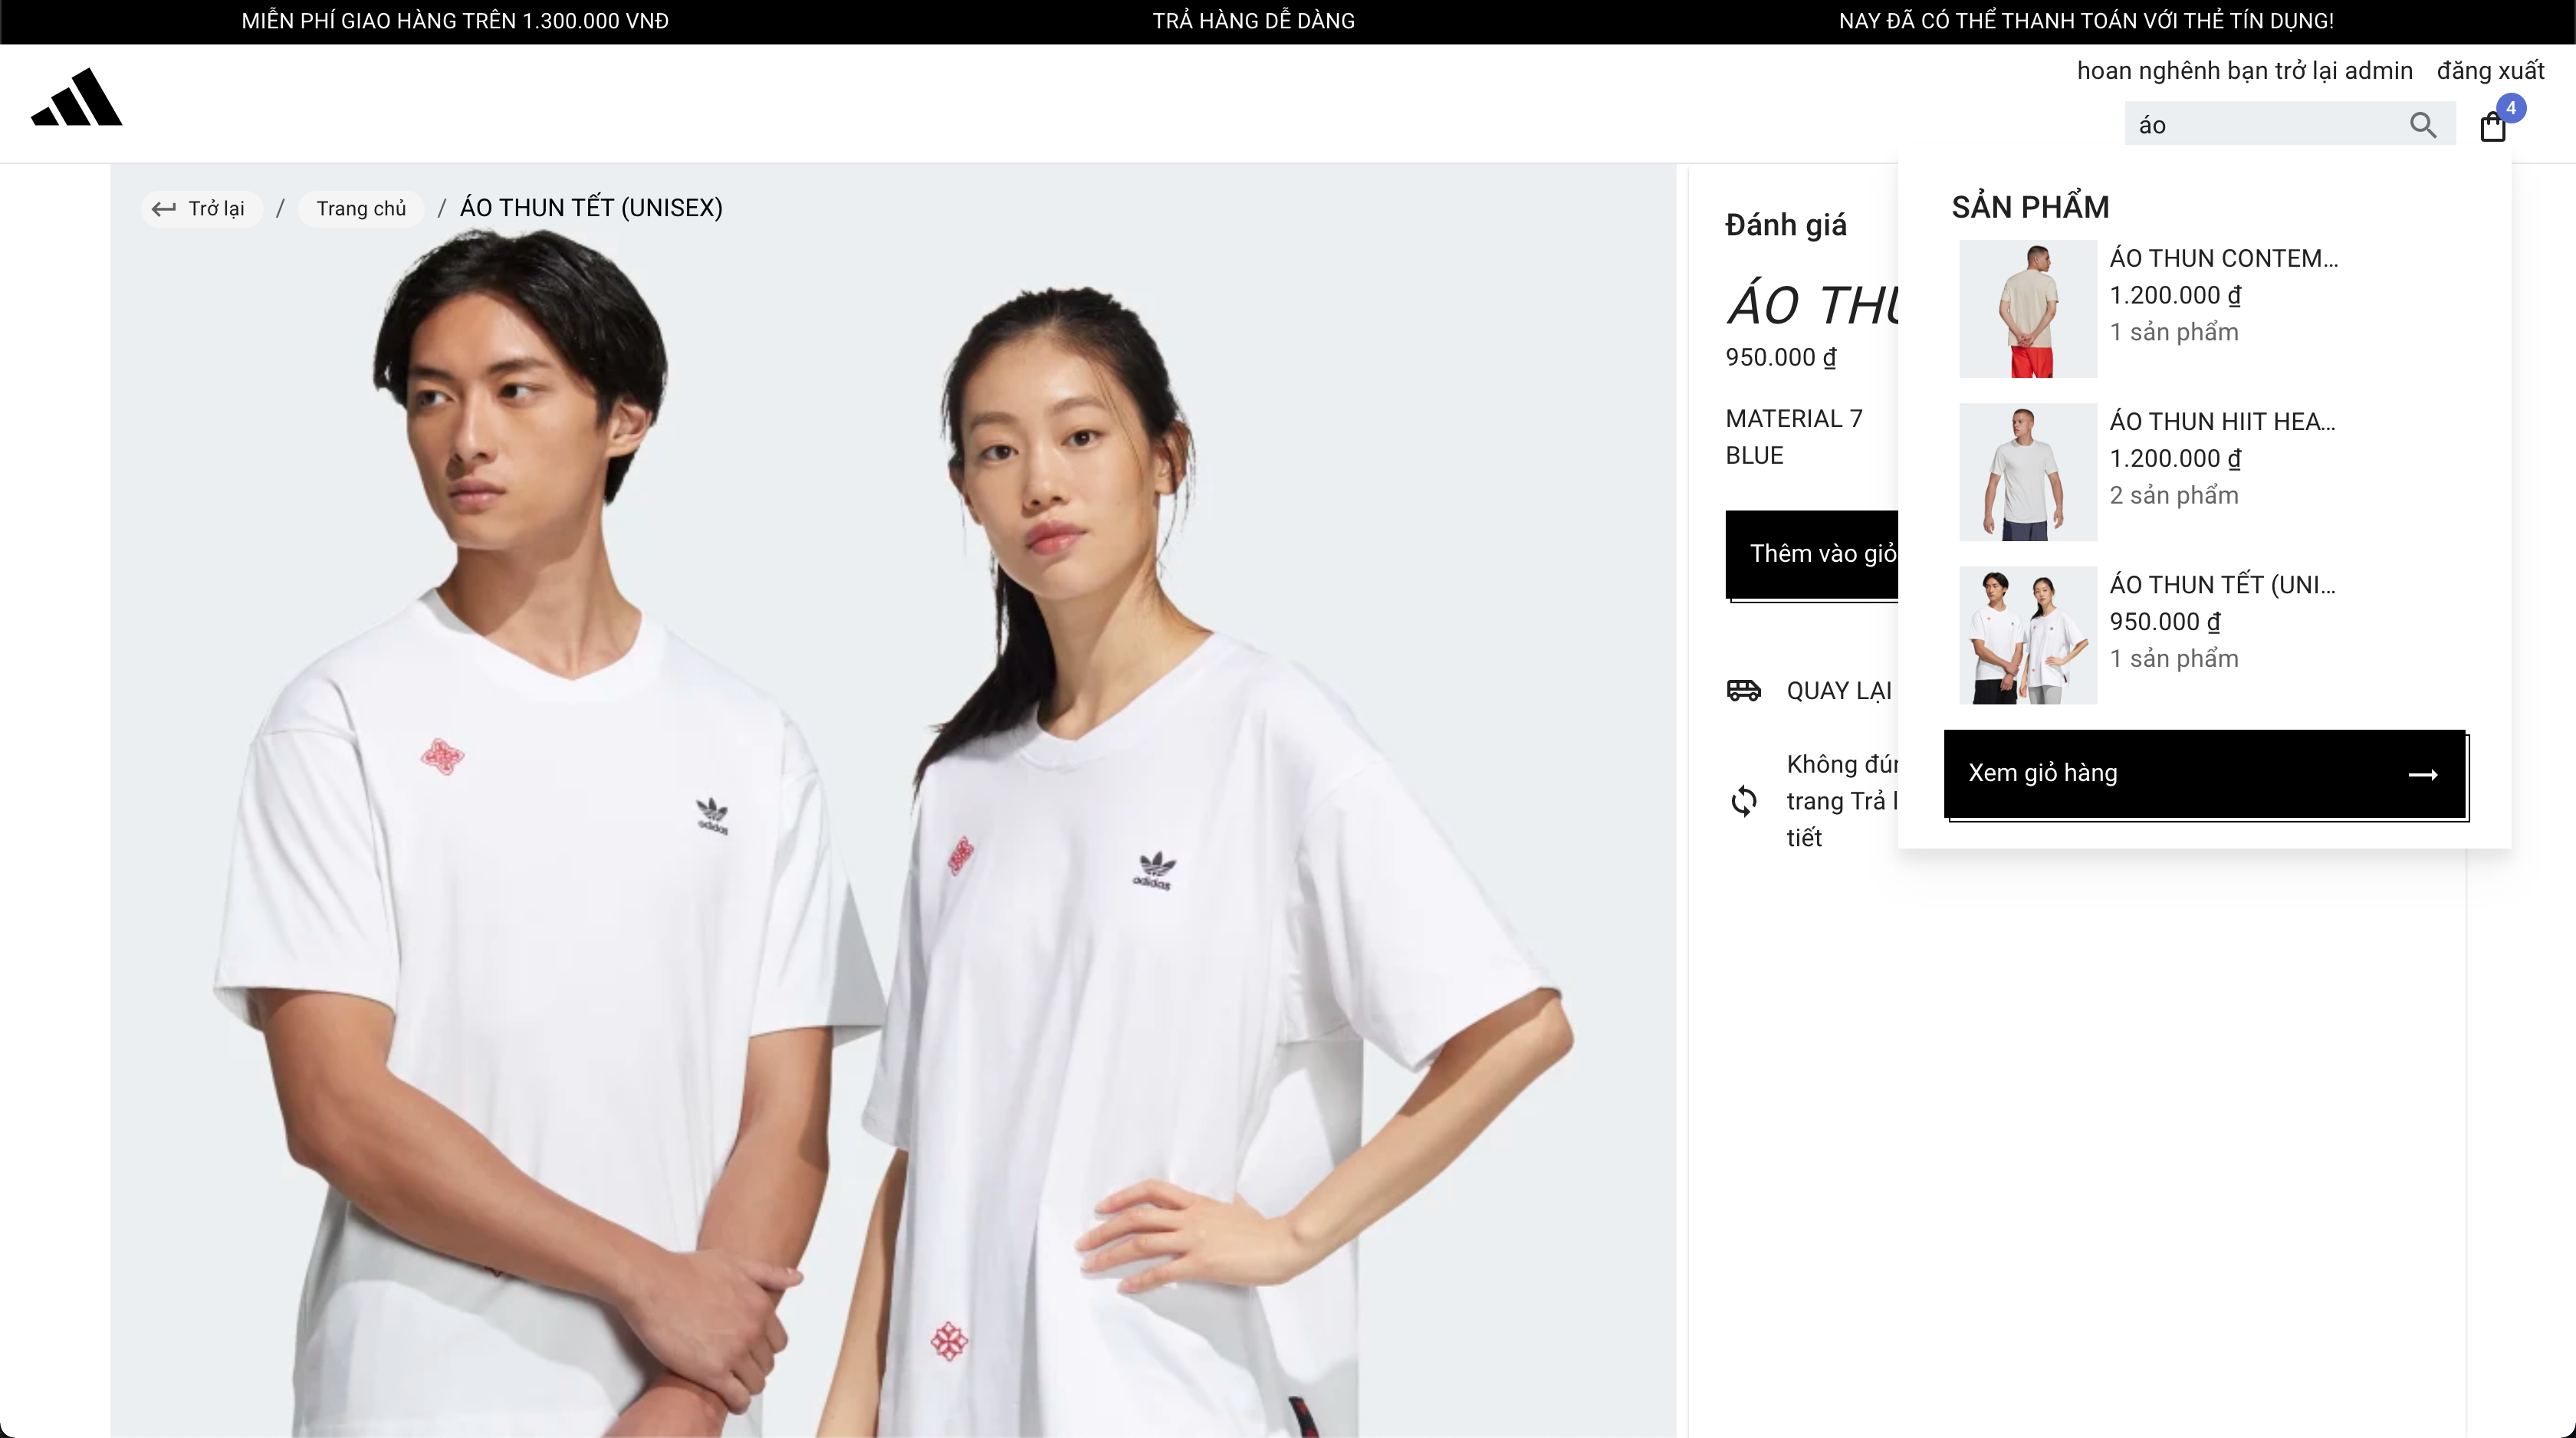 MIỄN PHÍ GIAO HÀNG TRÊN 1.300.000 VNĐ
TRẢ HÀNG DỄ DÀNG
NAY ĐÃ CÓ THỂ THANH TOÁN VỚI THẺ TÍN DỤNG!
hoan nghênh bạn trở lại admin
đăng xuất
áo
4
Trở lại / Trang chủ / ÁO THUN TẾT (UNISEX)
Đánh giá
ÁO THU
950.000 ₫
MATERIAL 7
BLUE
Thêm vào giỏ
QUAY LẠI
Không đún
trang Trả l
tiết
SẢN PHẨM
ÁO THUN CONTEM...
1.200.000 ₫
1 sản phẩm
ÁO THUN HIIT HEA...
1.200.000 ₫
2 sản phẩm
ÁO THUN TẾT (UNI...
950.000 ₫
1 sản phẩm
Xem giỏ hàng
adidas
adidas